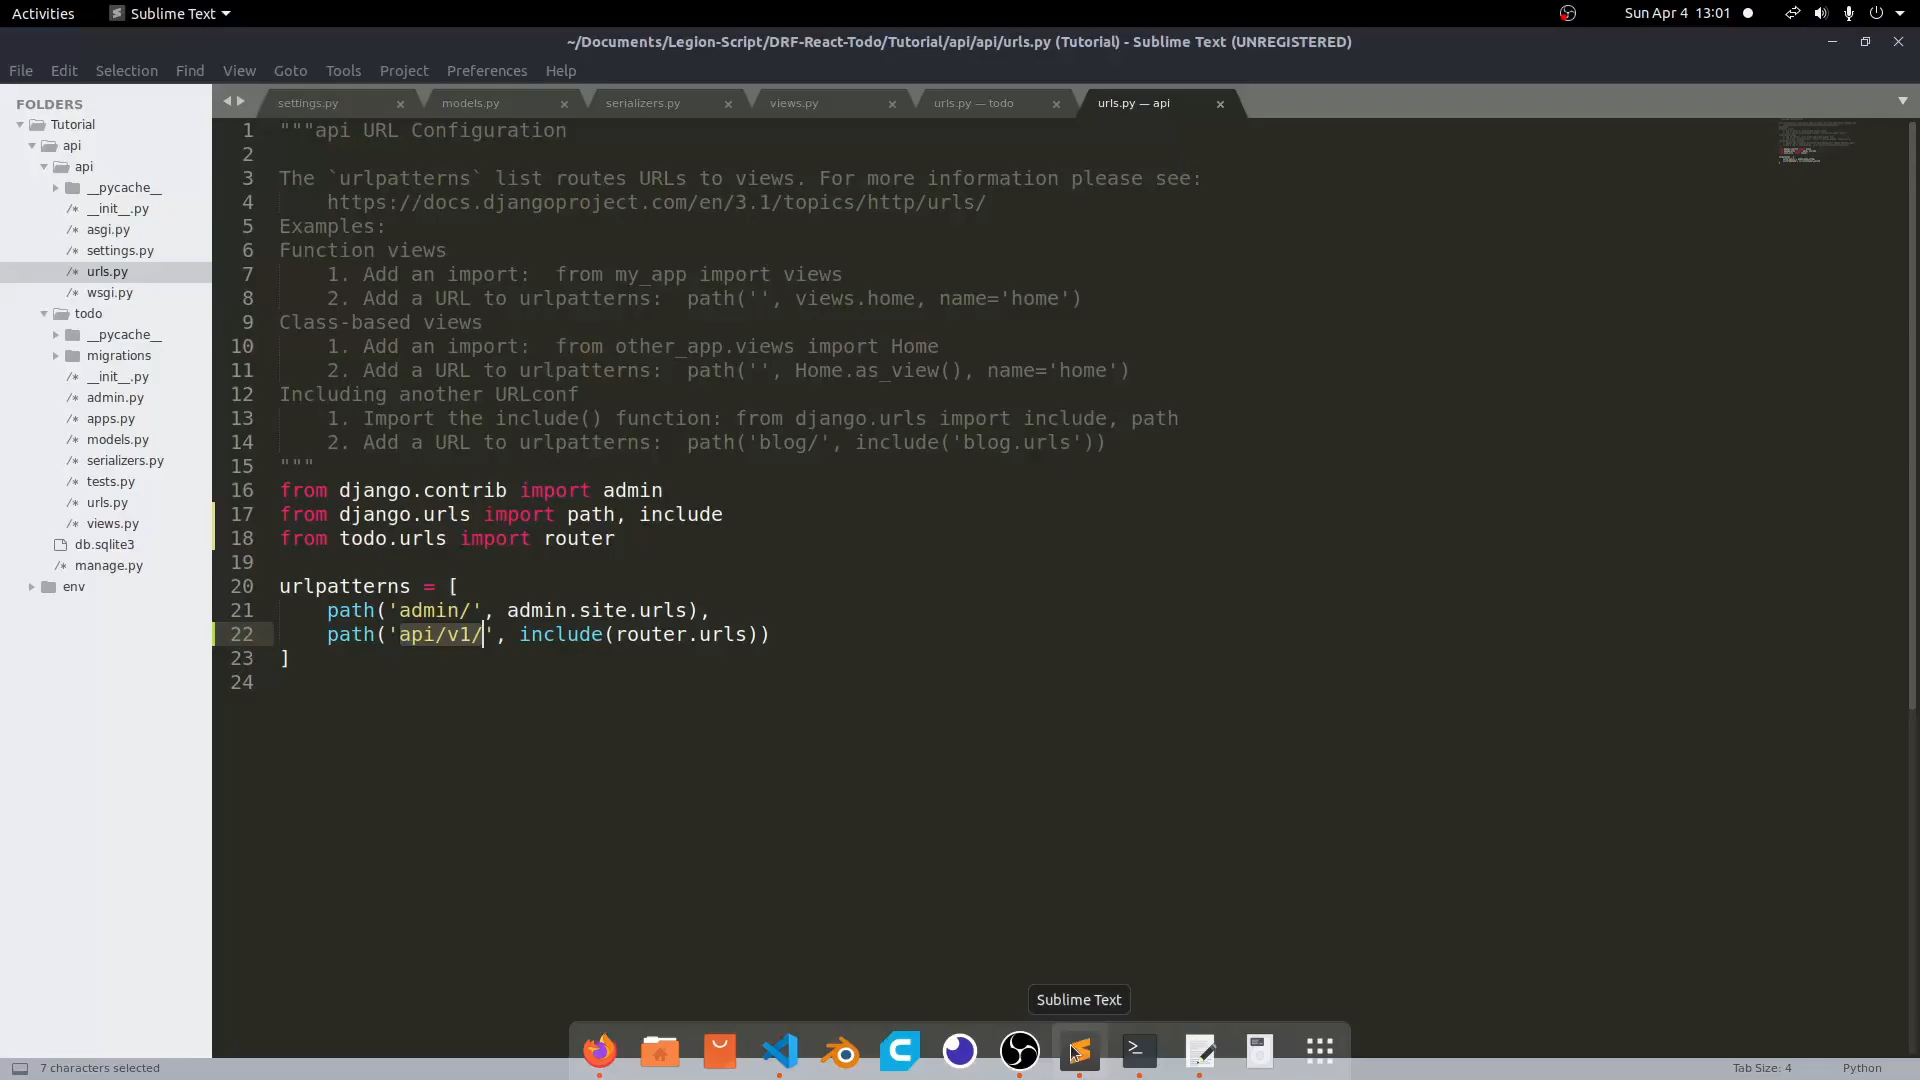 Activities
Sublime Text
Sun Apr 4 13:01
~/Documents/Legion-Script/DRF-React-Todo/Tutorial/api/api/urls.py (Tutorial) - Sublime Text (UNREGISTERED)
File Edit Selection Find View Goto Tools Project Preferences Help
FOLDERS
Tutorial
api
api
__pycache__
/* __init__.py
/* asgi.py
/* settings.py
/* urls.py
/* wsgi.py
todo
__pycache__
migrations
/* __init__.py
/* admin.py
/* apps.py
/* models.py
/* serializers.py
/* tests.py
/* urls.py
/* views.py
db.sqlite3
/* manage.py
env
settings.py × models.py × serializers.py × views.py × urls.py — todo × urls.py — api ×
1 """api URL Configuration
2
3 The `urlpatterns` list routes URLs to views. For more information please see:
4 https://docs.djangoproject.com/en/3.1/topics/http/urls/
5 Examples:
6 Function views
7 1. Add an import:  from my_app import views
8 2. Add a URL to urlpatterns:  path('', views.home, name='home')
9 Class-based views
10 1. Add an import:  from other_app.views import Home
11 2. Add a URL to urlpatterns:  path('', Home.as_view(), name='home')
12 Including another URLconf
13 1. Import the include() function: from django.urls import include, path
14 2. Add a URL to urlpatterns:  path('blog/', include('blog.urls'))
15 """
16 from django.contrib import admin
17 from django.urls import path, include
18 from todo.urls import router
19
20 urlpatterns = [
21 path('admin/', admin.site.urls),
22 path('api/v1/', include(router.urls))
23 ]
24
Sublime Text
7 characters selected
Tab Size: 4
Python